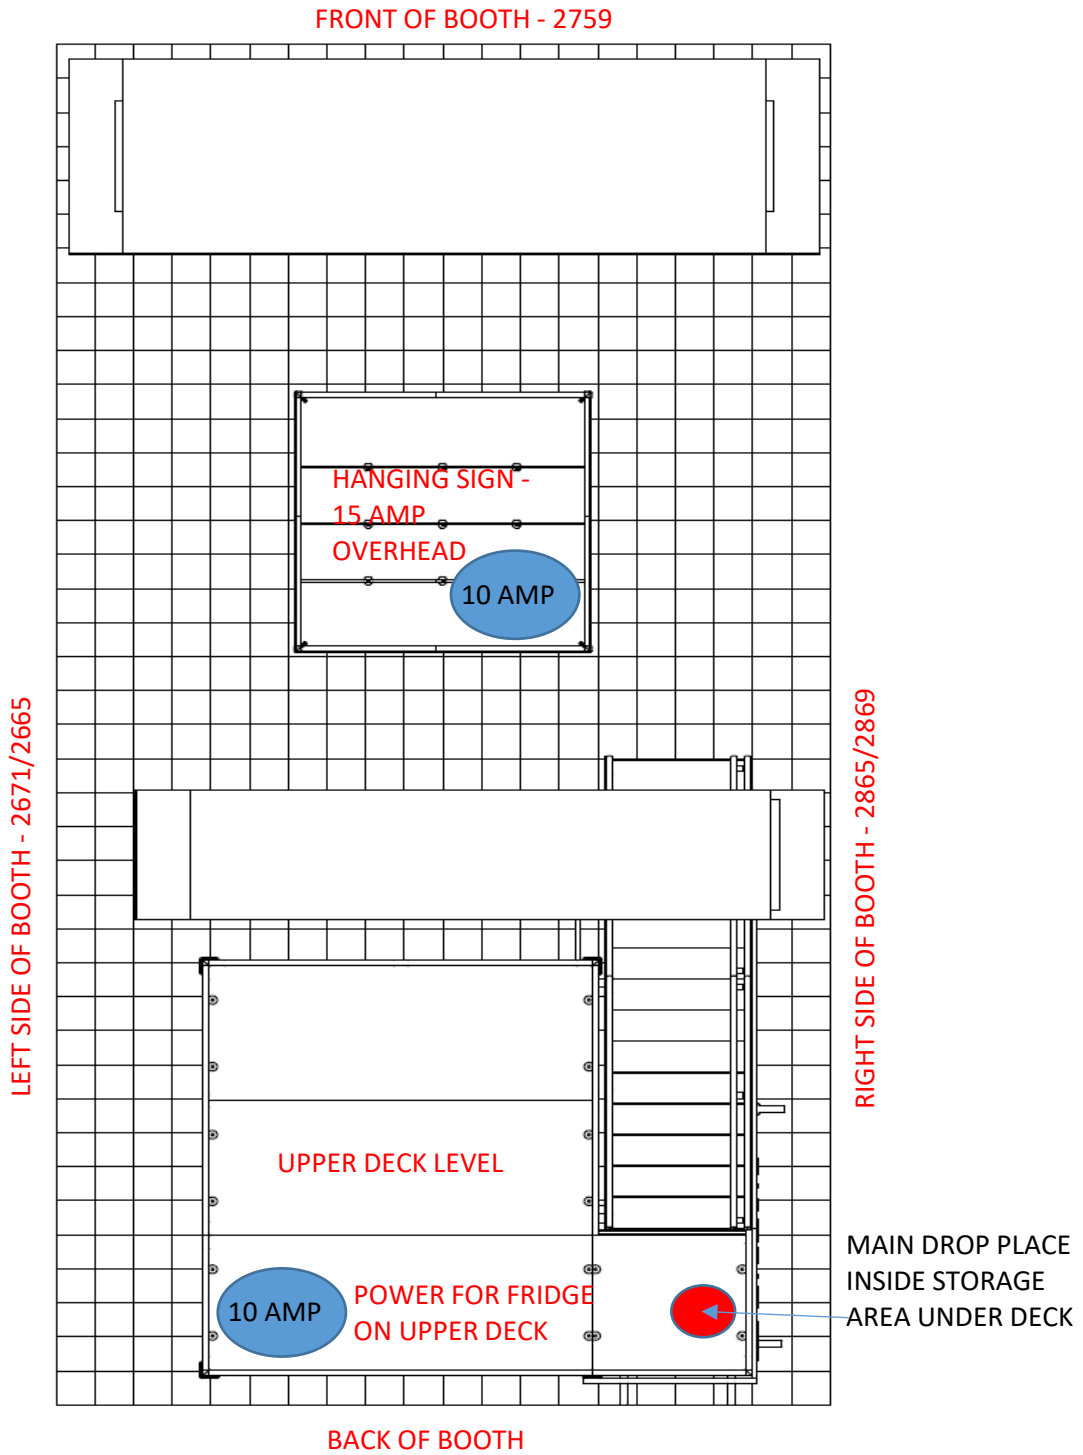 FRONT OF BOOTH - 2759
HANGING SIGN -
15 AMP
OVERHEAD
10 AMP
LEFT SIDE OF BOOTH - 2671/2665
RIGHT SIDE OF BOOTH - 2865/2869
UPPER DECK LEVEL
10 AMP
POWER FOR FRIDGE
ON UPPER DECK
MAIN DROP PLACE
INSIDE STORAGE
AREA UNDER DECK
BACK OF BOOTH